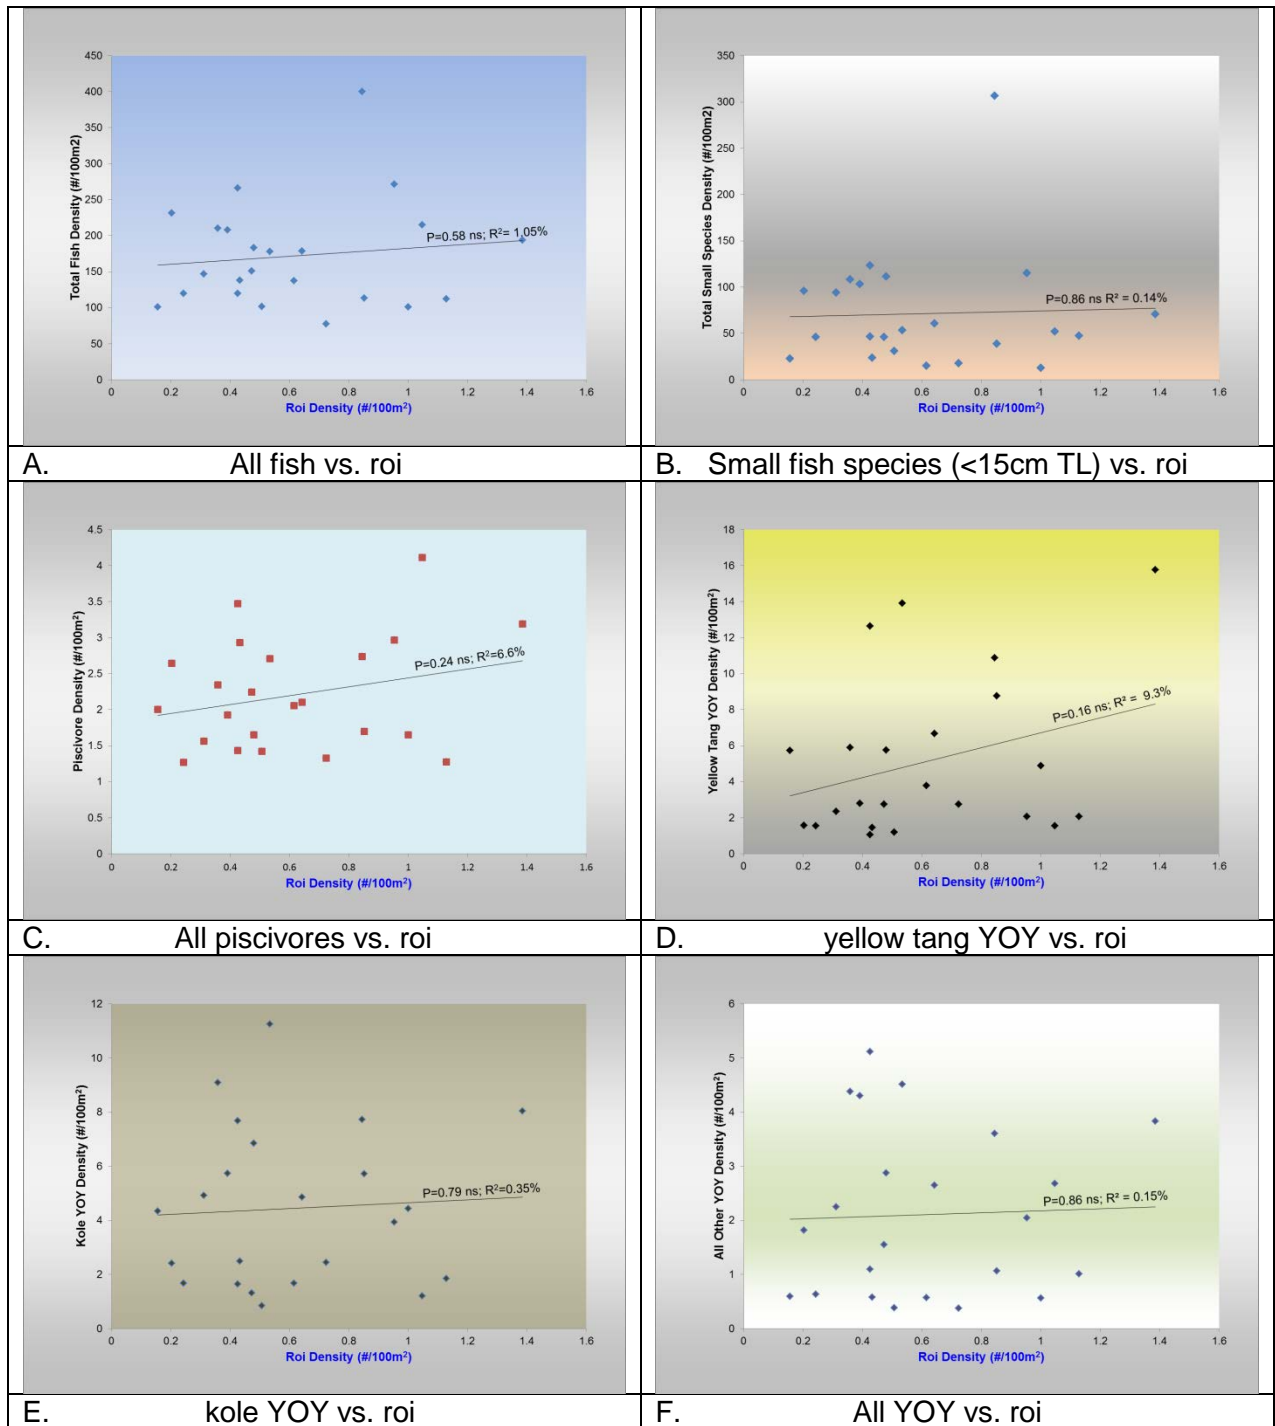 450
400
350
300
250
200
150
100
50
0
Total Fish Density (#/100m2)
P=0.58 ns; R²= 1.05%
0 0.2 0.4 0.6 0.8 1 1.2 1.4 1.6
Roi Density (#/100m²)
A. All fish vs. roi
350
300
250
200
150
100
50
0
Total Small Species Density (#/100m2)
P=0.86 ns R² = 0.14%
0 0.2 0.4 0.6 0.8 1 1.2 1.4 1.6
Roi Density (#/100m²)
B. Small fish species (<15cm TL) vs. roi
4.5
4
3.5
3
2.5
2
1.5
1
0.5
0
Piscivore Density (#/100m²)
P=0.24 ns; R²=6.6%
0 0.2 0.4 0.6 0.8 1 1.2 1.4 1.6
Roi Density (#/100m²)
C. All piscivores vs. roi
18
16
14
12
10
8
6
4
2
0
Yellow Tang YOY Density (#/100m²)
P=0.16 ns; R² = 9.3%
0 0.2 0.4 0.6 0.8 1 1.2 1.4 1.6
Roi Density (#/100m²)
D. yellow tang YOY vs. roi
12
10
8
6
4
2
0
Kole YOY Density (#/100m²)
P=0.79 ns; R²=0.35%
0 0.2 0.4 0.6 0.8 1 1.2 1.4 1.6
Roi Density (#/100m²)
E. kole YOY vs. roi
6
5
4
3
2
1
0
All Other YOY Density (#/100m²)
P=0.86 ns; R² = 0.15%
0 0.2 0.4 0.6 0.8 1 1.2 1.4 1.6
Roi Density (#/100m²)
F. All YOY vs. roi